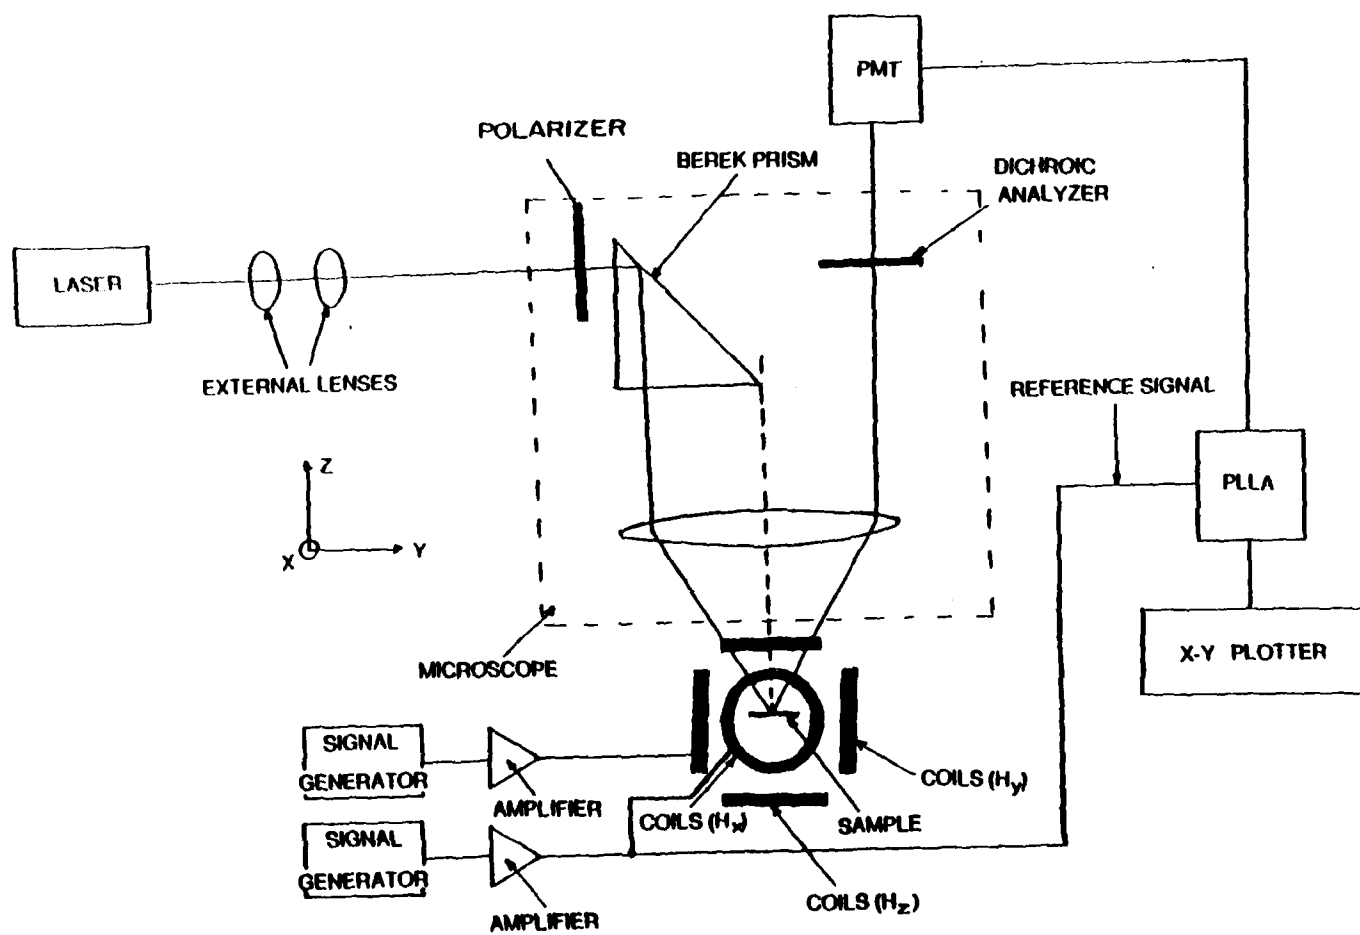 PMT
POLARIZER
BEREK PRISM
DICHROIC
ANALYZER
LASER
EXTERNAL LENSES
REFERENCE SIGNAL
Z
X
Y
PLLA
MICROSCOPE
X-Y PLOTTER
SIGNAL
GENERATOR
AMPLIFIER
COILS (Hy)
COILS (Hx)
SAMPLE
SIGNAL
GENERATOR
COILS (Hz)
AMPLIFIER